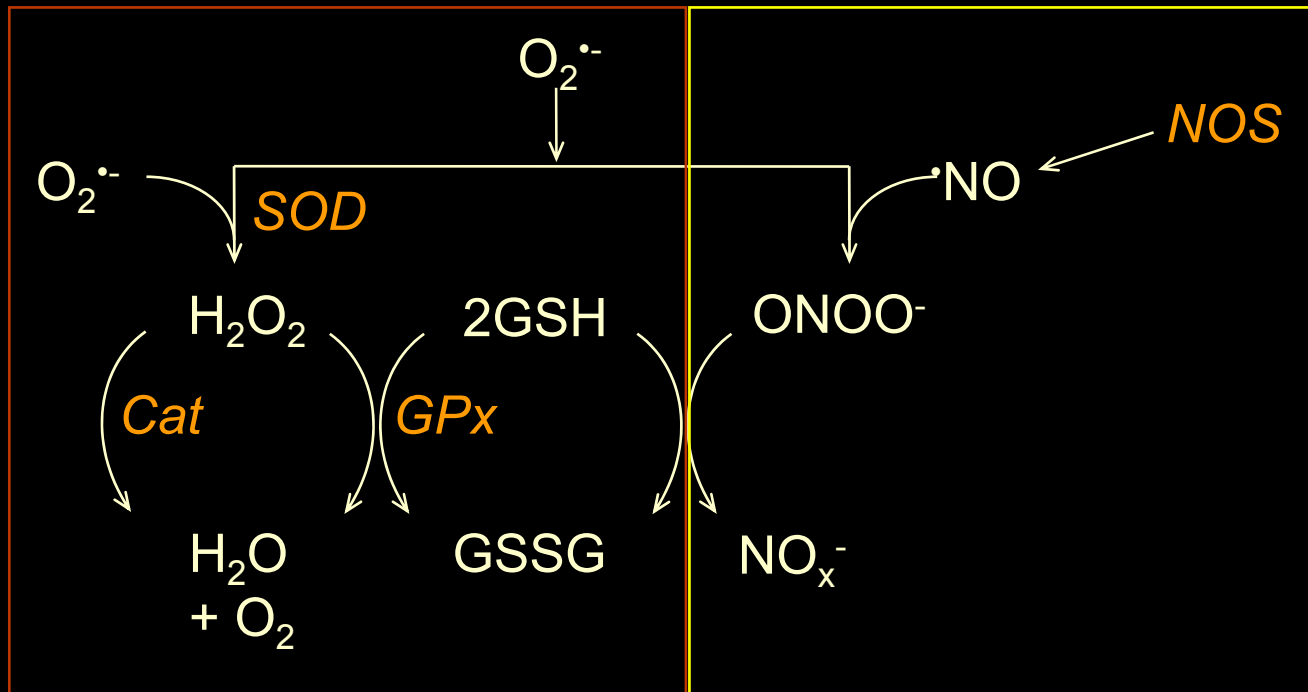 O₂•-
NOS
O₂•-
SOD
•NO
H₂O₂
2GSH
ONOO⁻
Cat
GPx
H₂O
+ O₂
GSSG
NOₓ⁻